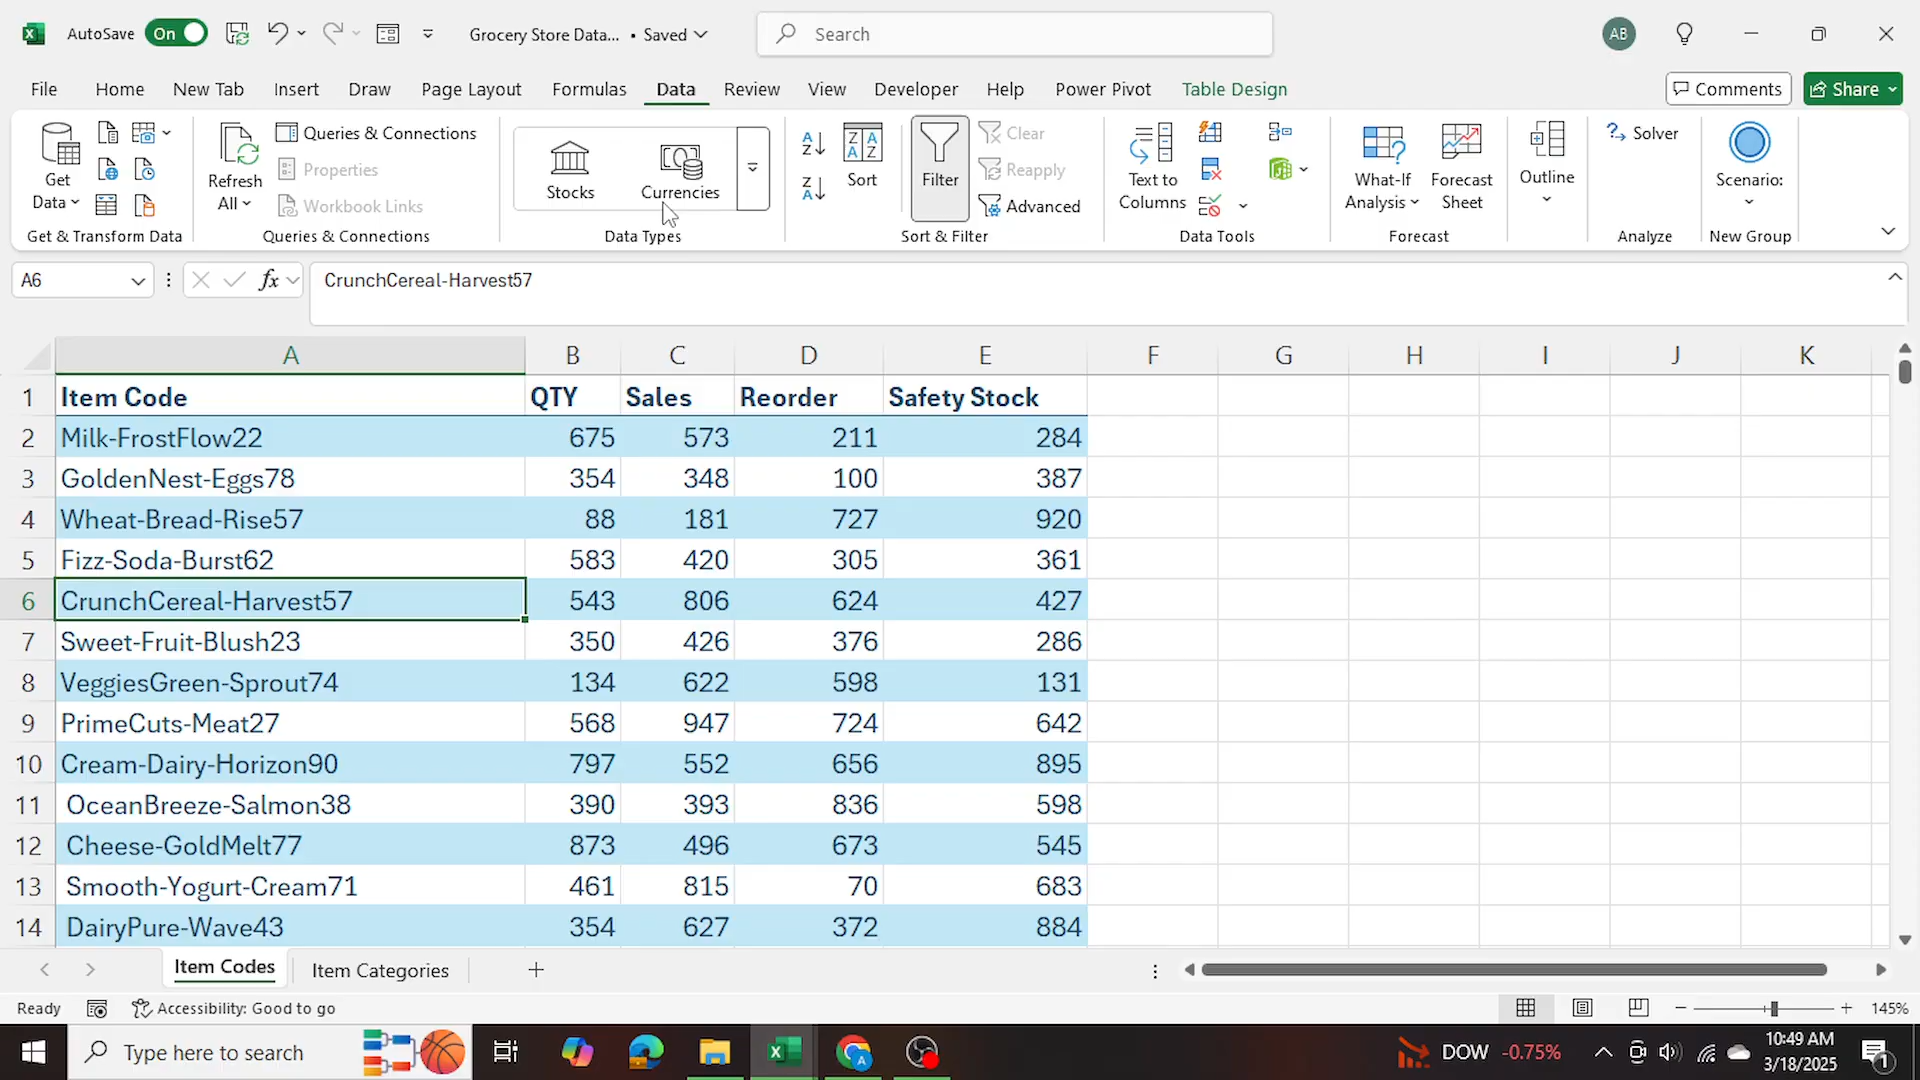 AutoSave On Grocery Store Data... • Saved Search AB
File Home New Tab Insert Draw Page Layout Formulas Data Review View Developer Help Power Pivot Table Design Comments Share
Get Data Refresh All Queries & Connections Properties Workbook Links Stocks Currencies Sort Filter Clear Reapply Advanced Text to Columns What-If Analysis Forecast Sheet Outline Solver Scenario:
Get & Transform Data Queries & Connections Data Types Sort & Filter Data Tools Forecast Analyze New Group
A6 fx CrunchCereal-Harvest57
A B C D E F G H I J K
1 Item Code QTY Sales Reorder Safety Stock
2 Milk-FrostFlow22 675 573 211 284
3 GoldenNest-Eggs78 354 348 100 387
4 Wheat-Bread-Rise57 88 181 727 920
5 Fizz-Soda-Burst62 583 420 305 361
6 CrunchCereal-Harvest57 543 806 624 427
7 Sweet-Fruit-Blush23 350 426 376 286
8 VeggiesGreen-Sprout74 134 622 598 131
9 PrimeCuts-Meat27 568 947 724 642
10 Cream-Dairy-Horizon90 797 552 656 895
11 OceanBreeze-Salmon38 390 393 836 598
12 Cheese-GoldMelt77 873 496 673 545
13 Smooth-Yogurt-Cream71 461 815 70 683
14 DairyPure-Wave43 354 627 372 884
Item Codes Item Categories
Ready Accessibility: Good to go 145%
Type here to search DOW -0.75% 10:49 AM
3/18/2025 1